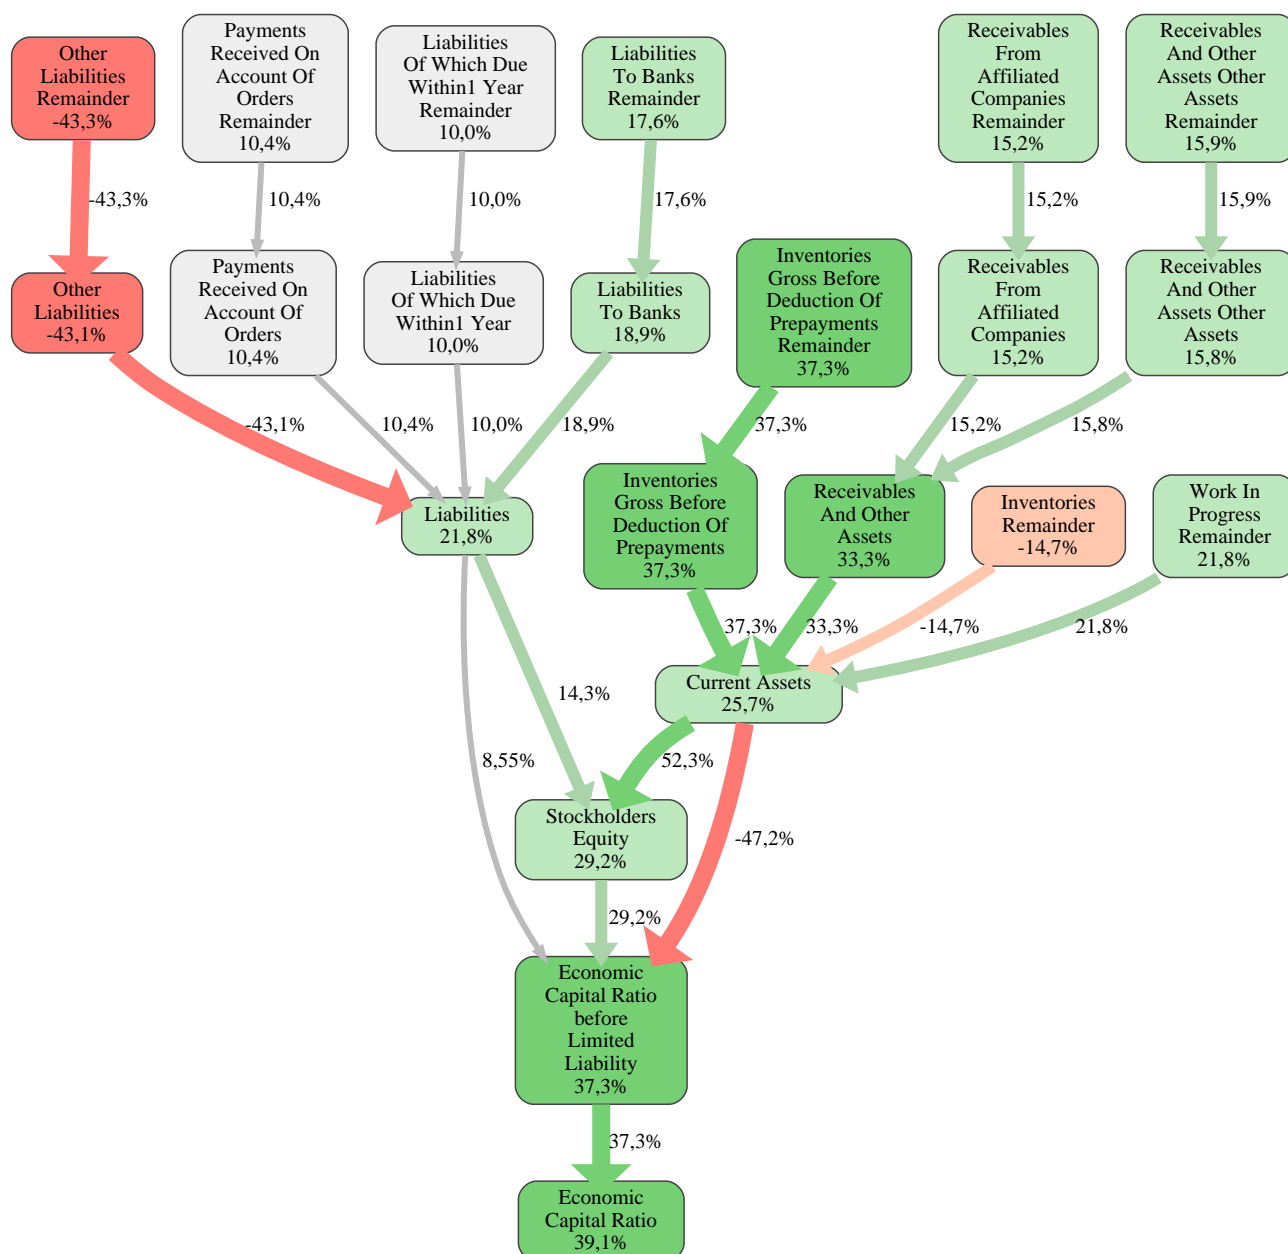 Other
Liabilities
Remainder
-43,3%
Payments
Received On
Account Of
Orders
Remainder
10,4%
Liabilities
Of Which Due
Within1 Year
Remainder
10,0%
Liabilities
To Banks
Remainder
17,6%
Receivables
From
Affiliated
Companies
Remainder
15,2%
Receivables
And Other
Assets Other
Assets
Remainder
15,9%
-43,3%
10,4%
10,0%
17,6%
15,2%
15,9%
Other
Liabilities
-43,1%
Payments
Received On
Account Of
Orders
10,4%
Liabilities
Of Which Due
Within1 Year
10,0%
Liabilities
To Banks
18,9%
Inventories
Gross Before
Deduction Of
Prepayments
Remainder
37,3%
Receivables
From
Affiliated
Companies
15,2%
Receivables
And Other
Assets Other
Assets
15,8%
-43,1%
10,4%
10,0%
18,9%
37,3%
15,2%
15,8%
Liabilities
21,8%
Inventories
Gross Before
Deduction Of
Prepayments
37,3%
Receivables
And Other
Assets
33,3%
Inventories
Remainder
-14,7%
Work In
Progress
Remainder
21,8%
37,3%
33,3%
-14,7%
21,8%
14,3%
Current Assets
25,7%
8,55%
52,3%
-47,2%
Stockholders
Equity
29,2%
29,2%
Economic
Capital Ratio
before
Limited
Liability
37,3%
37,3%
Economic
Capital Ratio
39,1%